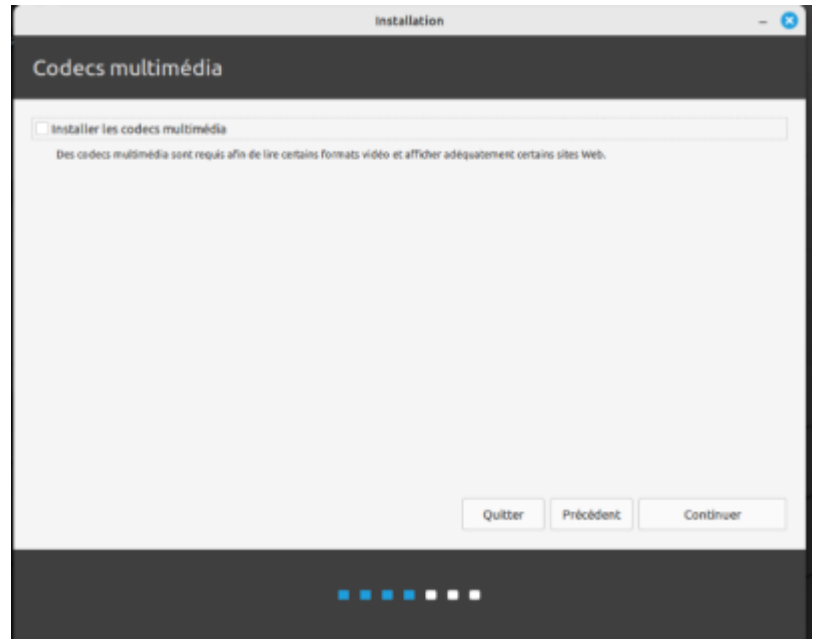 Installation
Codecs multimédia
Installer les codecs multimédia
Des codecs multimédia sont requis afin de lire certains formats vidéo et afficher adéquatement certains sites Web.
Quitter
Précédent
Continuer